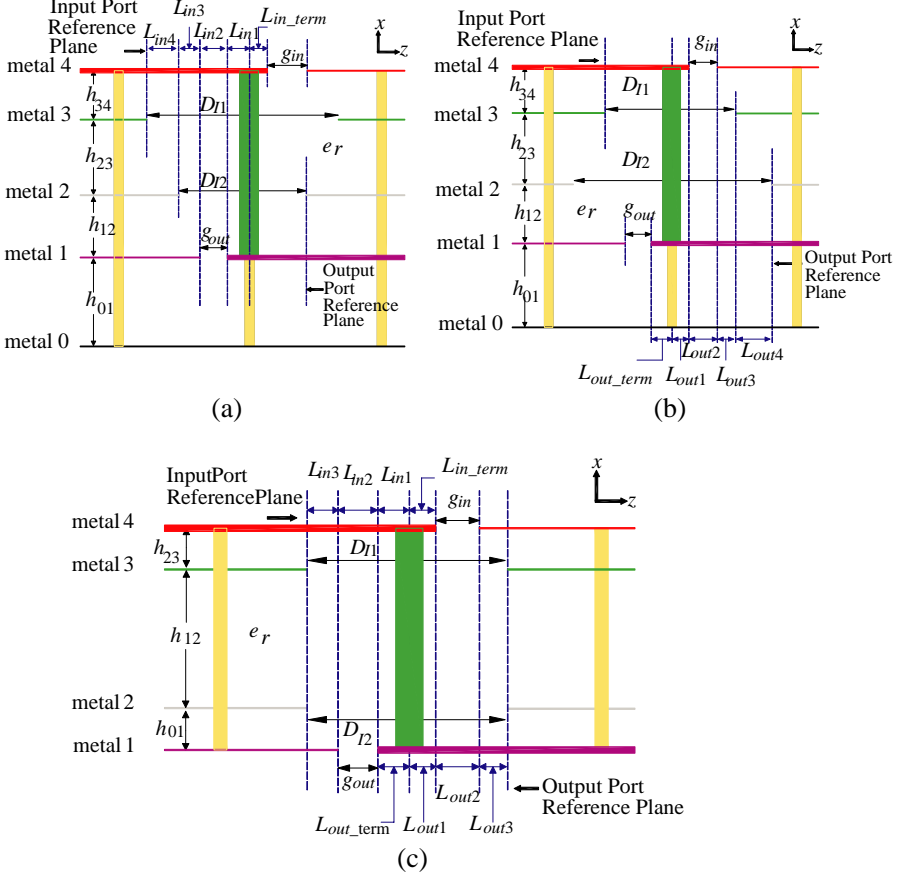 Input Port
Reference
Plane
L_in4
L_in3
L_in2
L_in1
L_in_term
g_in
x
z
metal 4
h_34
metal 3
D_I1
e_r
h_23
metal 2
D_I2
h_12
g_out
metal 1
Output
Port
Reference
Plane
h_01
metal 0
(a)
Input Port
Reference Plane
g_in
x
z
metal 4
D_I1
h_34
metal 3
h_23
D_I2
metal 2
h_12
e_r
g_out
metal 1
Output Port
Reference
Plane
h_01
metal 0
L_out_term
L_out1
L_out2
L_out3
L_out4
(b)
InputPort
ReferencePlane
L_in3
L_in2
L_in1
L_in_term
g_in
x
z
metal 4
h_23
D_I1
metal 3
h_12
e_r
metal 2
h_01
D_I2
metal 1
g_out
L_out_term
L_out1
L_out2
L_out3
Output Port
Reference Plane
(c)